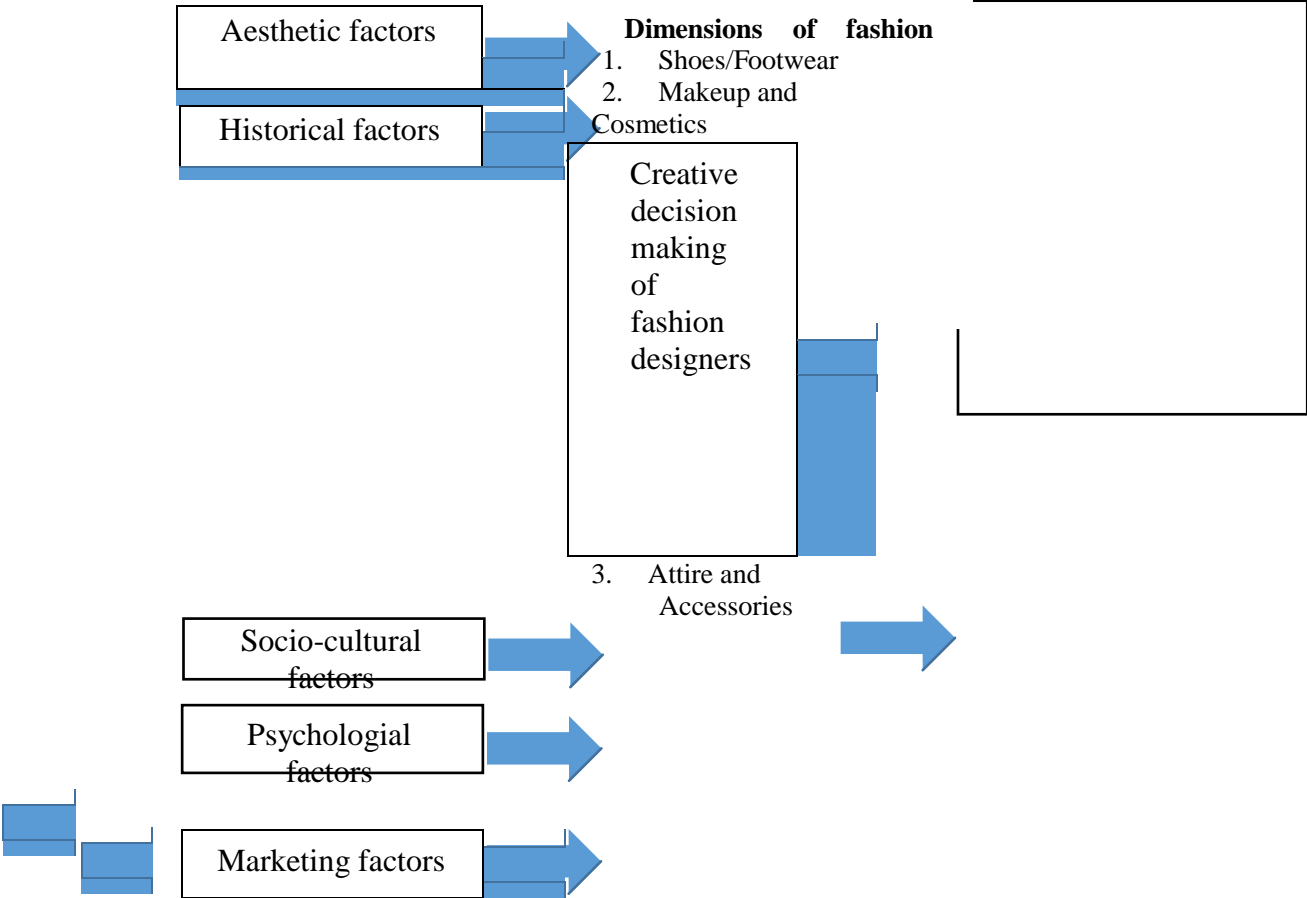 Aesthetic factors
Historical factors
Dimensions of fashion
1. Shoes/Footwear
2. Makeup and
Cosmetics
Creative
decision
making
of
fashion
designers
3. Attire and
Accessories
Socio-cultural
factors
Psychologial
factors
Marketing factors